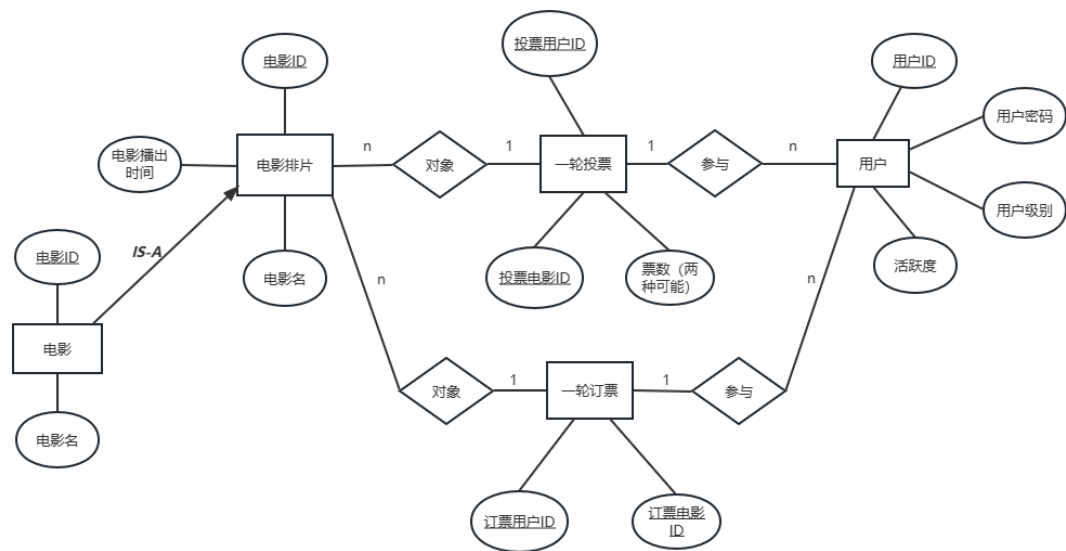 投票用户ID
电影ID
用户ID
用户密码
电影播出
时间
电影排片
n
对象
1
一轮投票
1
参与
n
用户
用户级别
电影ID
IS-A
电影名
投票电影ID
票数（两
种可能）
活跃度
n
n
电影
对象
1
一轮订票
1
参与
电影名
订票用户ID
订票电影
ID